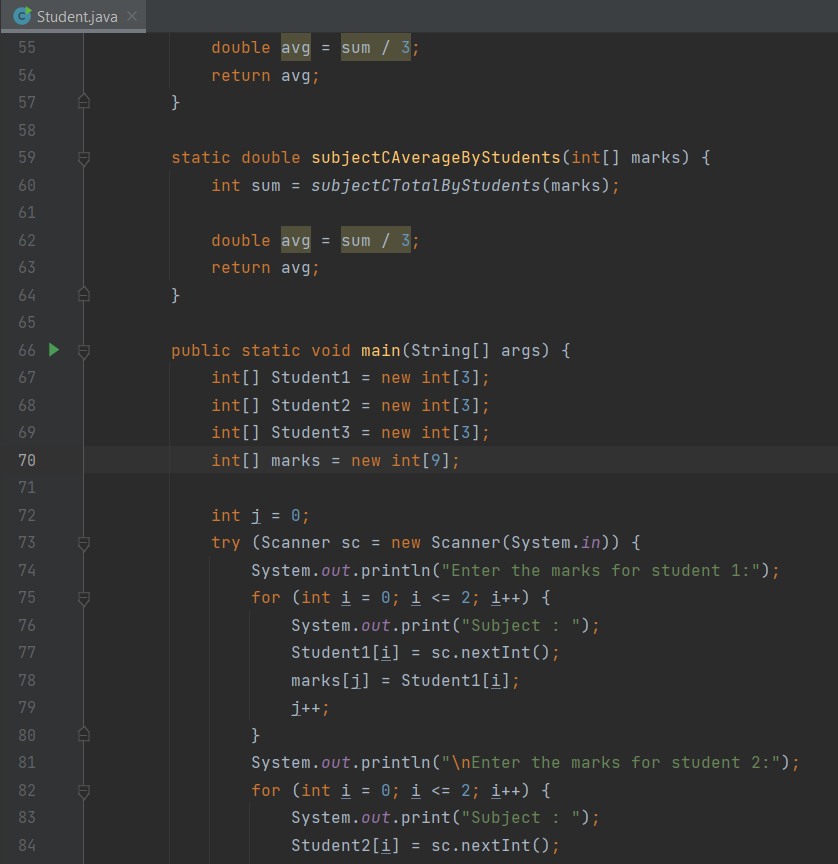 Student.java
55 double avg = sum / 3;
56 return avg;
57 }
58
59 static double subjectCAverageByStudents(int[] marks) {
60 int sum = subjectCTotalByStudents(marks);
61
62 double avg = sum / 3;
63 return avg;
64 }
65
66 public static void main(String[] args) {
67 int[] Student1 = new int[3];
68 int[] Student2 = new int[3];
69 int[] Student3 = new int[3];
70 int[] marks = new int[9];
71
72 int j = 0;
73 try (Scanner sc = new Scanner(System.in)) {
74 System.out.println("Enter the marks for student 1:");
75 for (int i = 0; i <= 2; i++) {
76 System.out.print("Subject : ");
77 Student1[i] = sc.nextInt();
78 marks[j] = Student1[i];
79 j++;
80 }
81 System.out.println("\nEnter the marks for student 2:");
82 for (int i = 0; i <= 2; i++) {
83 System.out.print("Subject : ");
84 Student2[i] = sc.nextInt();